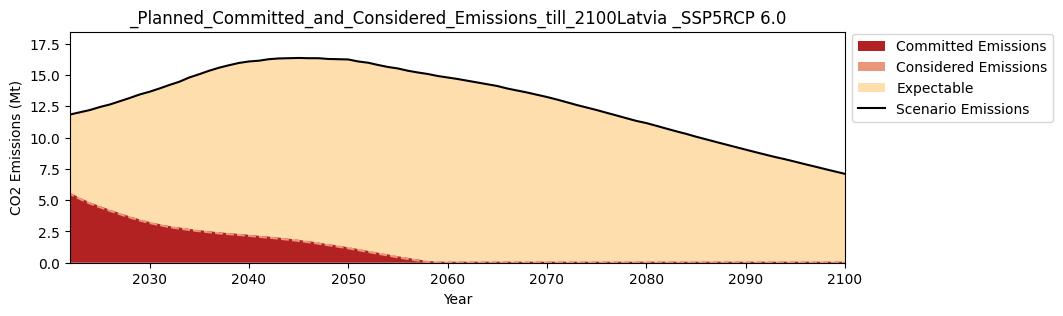 _Planned_Committed_and_Considered_Emissions_till_2100Latvia _SSP5RCP 6.0
CO2 Emissions (Mt)
17.5
15.0
12.5
10.0
7.5
5.0
2.5
0.0
2030 2040 2050 2060 2070 2080 2090 2100
Year
Committed Emissions
Considered Emissions
Expectable
Scenario Emissions